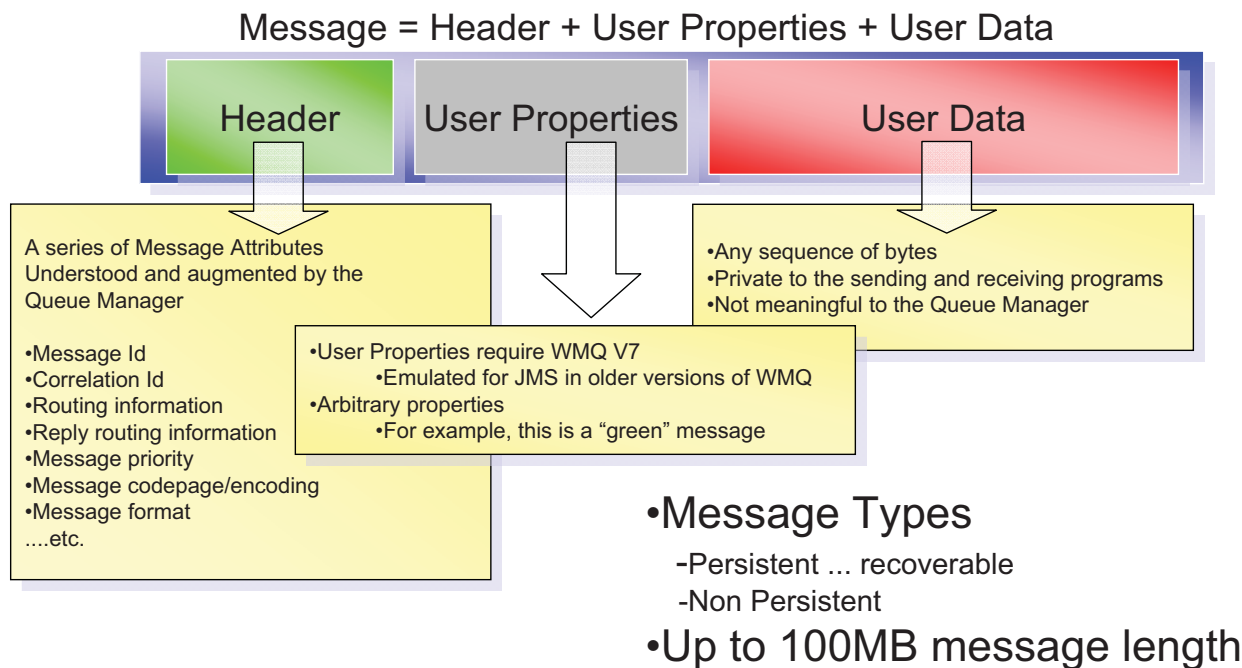 Message = Header + User Properties + User Data
Header
User Properties
User Data
A series of Message Attributes
Understood and augmented by the
Queue Manager
•Message Id
•Correlation Id
•Routing information
•Reply routing information
•Message priority
•Message codepage/encoding
•Message format
....etc.
•User Properties require WMQ V7
•Emulated for JMS in older versions of WMQ
•Arbitrary properties
•For example, this is a “green” message
•Any sequence of bytes
•Private to the sending and receiving programs
•Not meaningful to the Queue Manager
•Message Types
-Persistent ... recoverable
-Non Persistent
•Up to 100MB message length